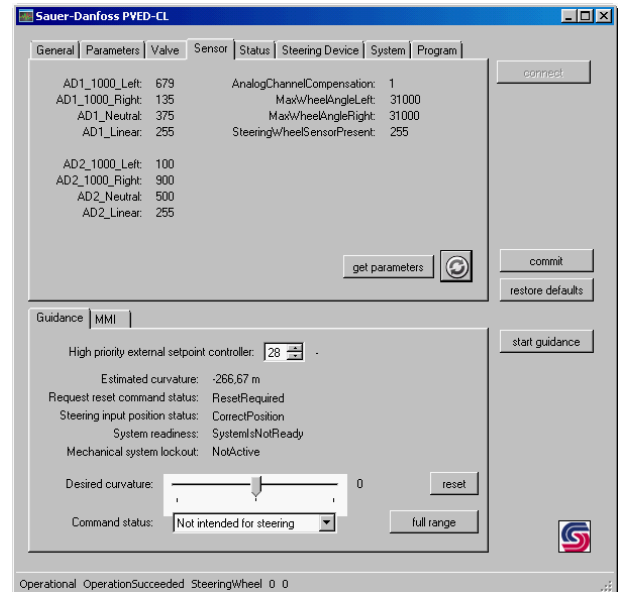 Sauer-Danfoss PVED-CL
General Parameters Valve Sensor Status Steering Device System Program
connect
AD1_1000_Left: 679 AnalogChannelCompensation: 1
AD1_1000_Right: 135 MaxWheelAngleLeft: 31000
AD1_Neutral: 375 MaxWheelAngleRight: 31000
AD1_Linear: 255 SteeringWheelSensorPresent: 255
AD2_1000_Left: 100
AD2_1000_Right: 900
AD2_Neutral: 500
AD2_Linear: 255
get parameters
commit
restore defaults
Guidance MMI
start guidance
High priority external setpoint controller: 28 .
Estimated curvature: -266,67 m
Request reset command status: ResetRequired
Steering input position status: CorrectPosition
System readiness: SystemIsNotReady
Mechanical system lockout: NotActive
Desired curvature: 0 reset
Command status: Not intended for steering full range
Operational OperationSucceeded SteeringWheel 0 0